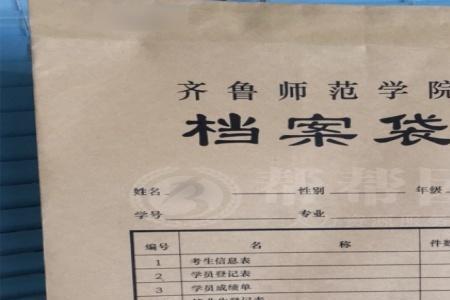 齐鲁师范学院
档案袋
姓名 性别 年级
学号 专业
编号 名 称 件数
1 考生信息表
2 学员登记表
3 学员成绩单